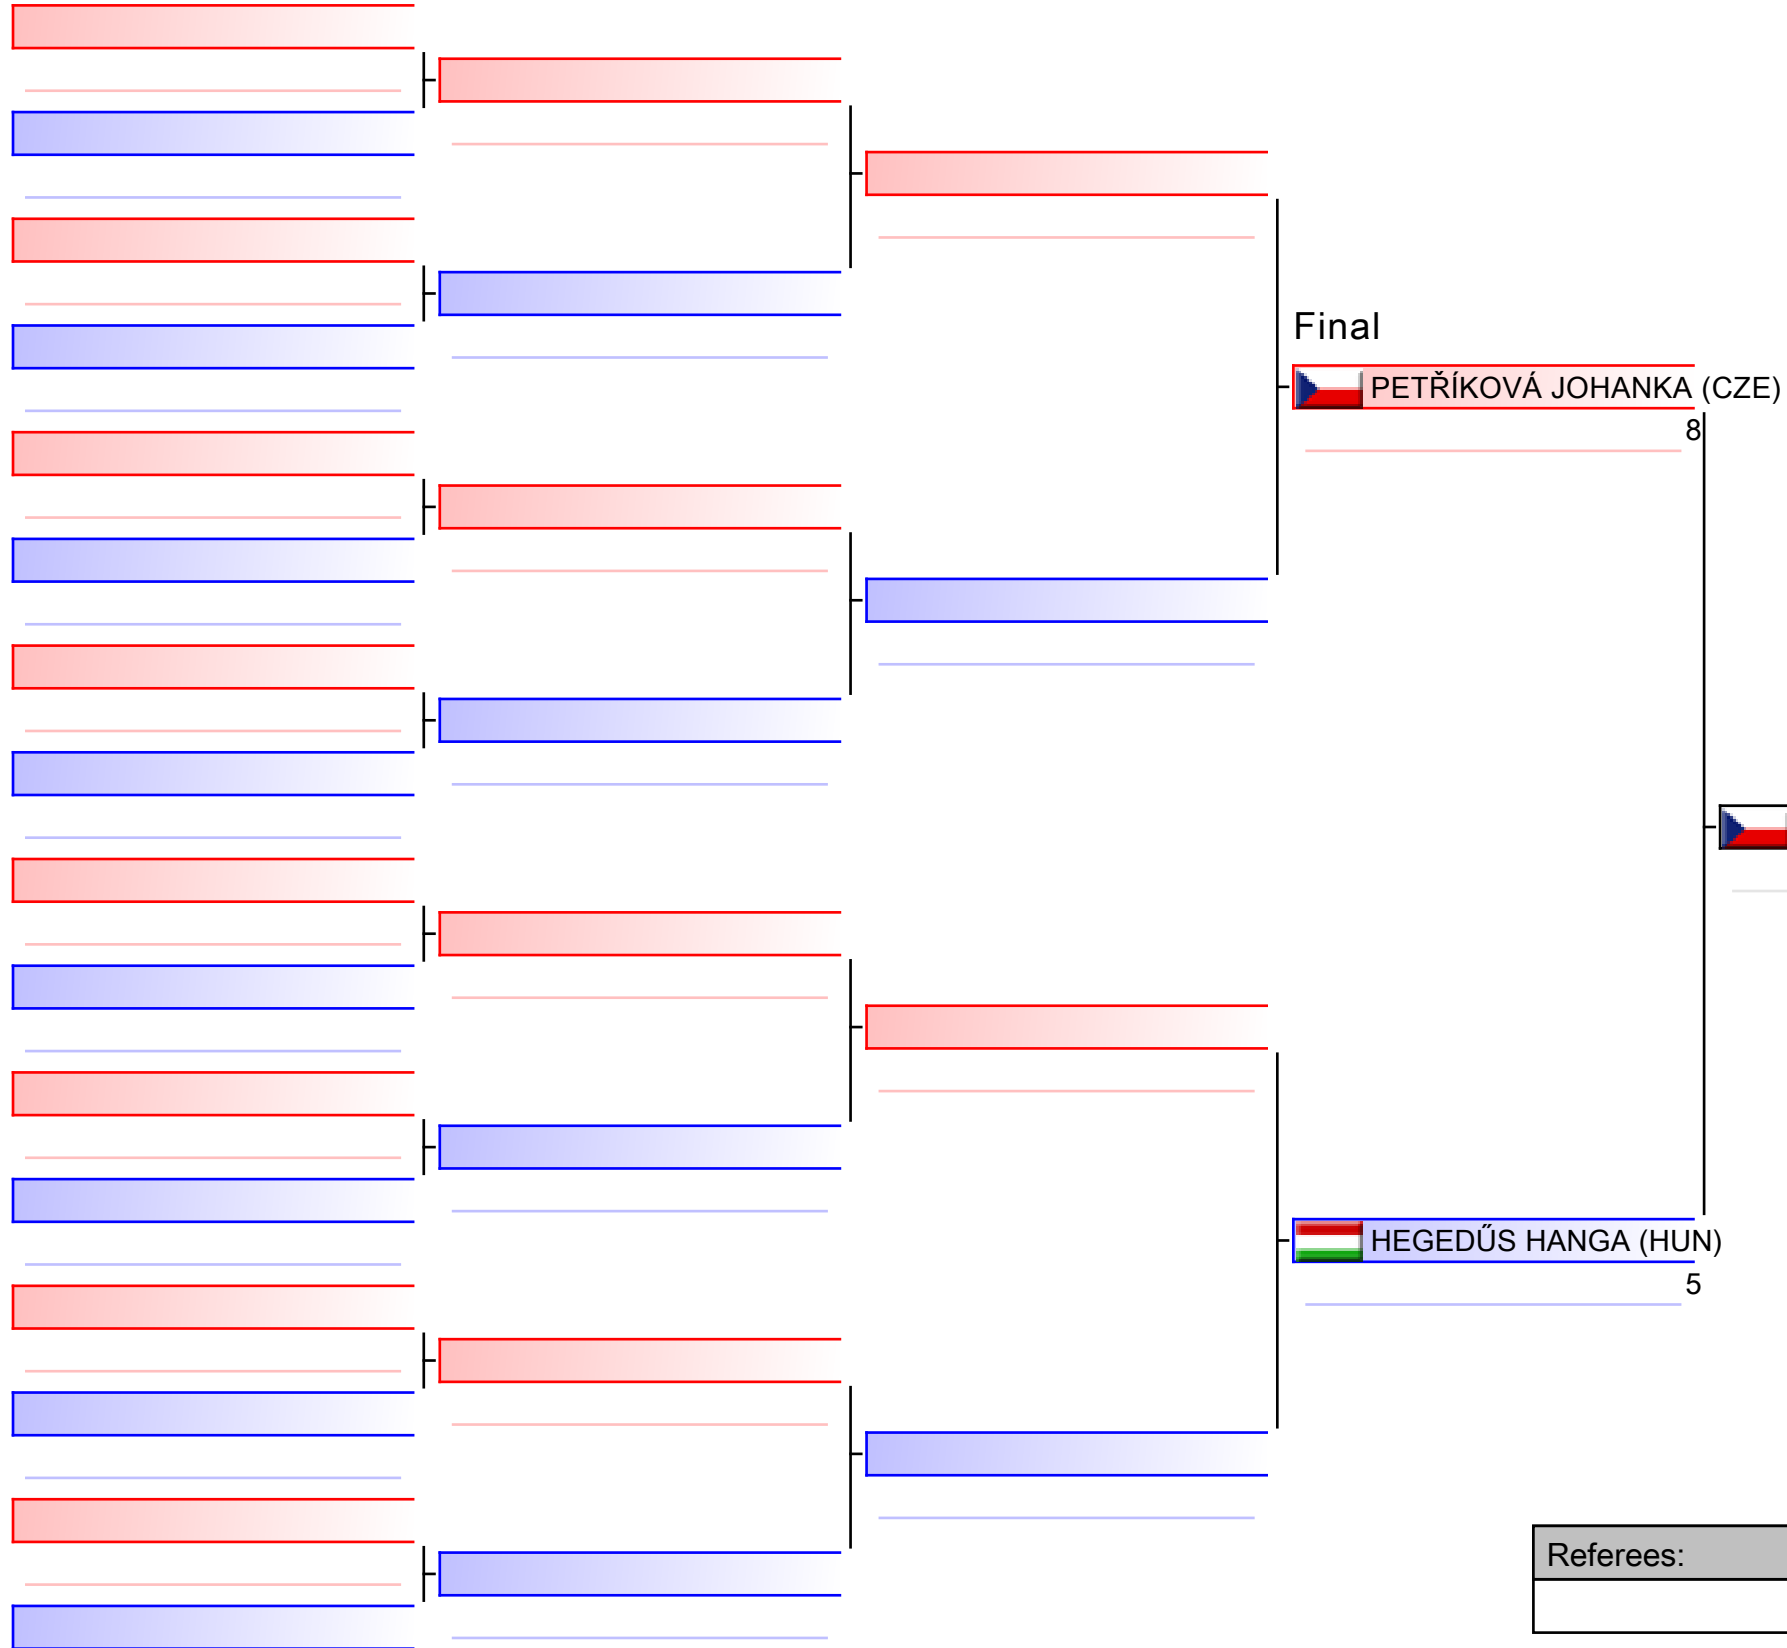 Final
PETŘÍKOVÁ JOHANKA (CZE)
8
HEGEDŰS HANGA (HUN)
5
Referees: